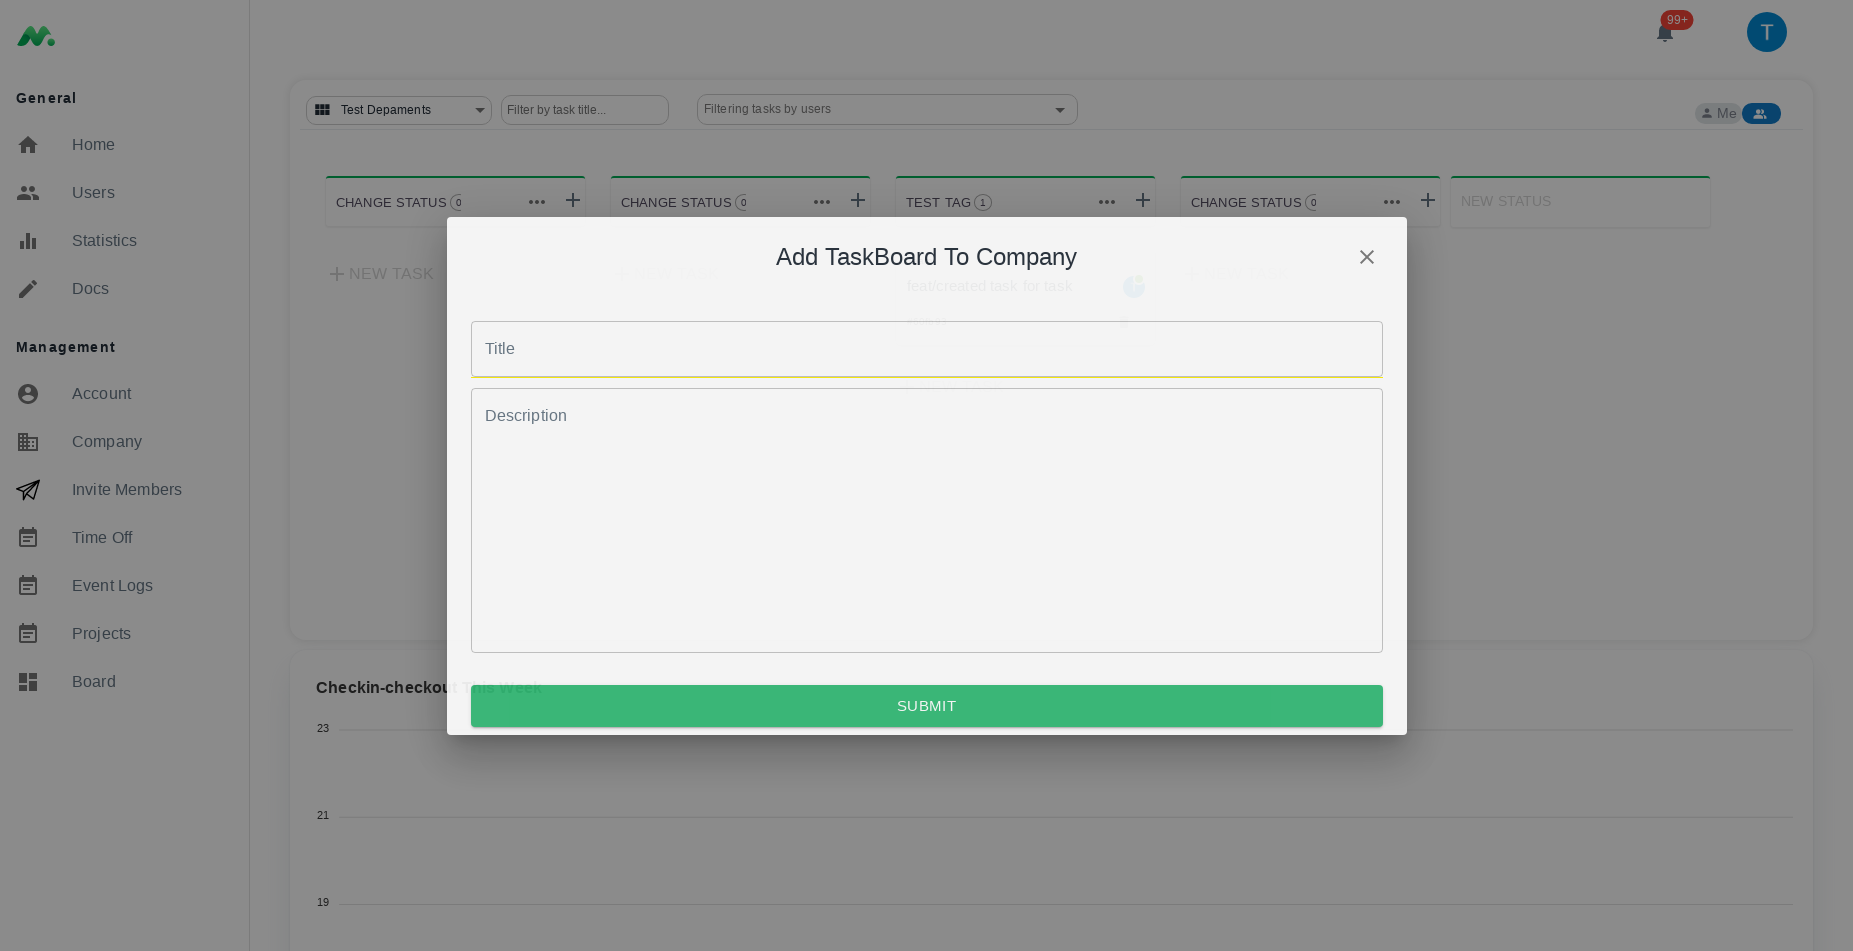 General
Home
Users
Statistics
Docs
Management
Account
Company
Invite Members
Time Off
Event Logs
Projects
Board
99+
T
Test Depaments
Filter by task title...
Filtering tasks by users
Me
CHANGE STATUS 0
CHANGE STATUS 0
TEST TAG 1
CHANGE STATUS 0
NEW STATUS
NEW TASK
Add TaskBoard To Company
feat/created task for task
Title
Description
SUBMIT
Checkin-checkout This Week
23
21
19